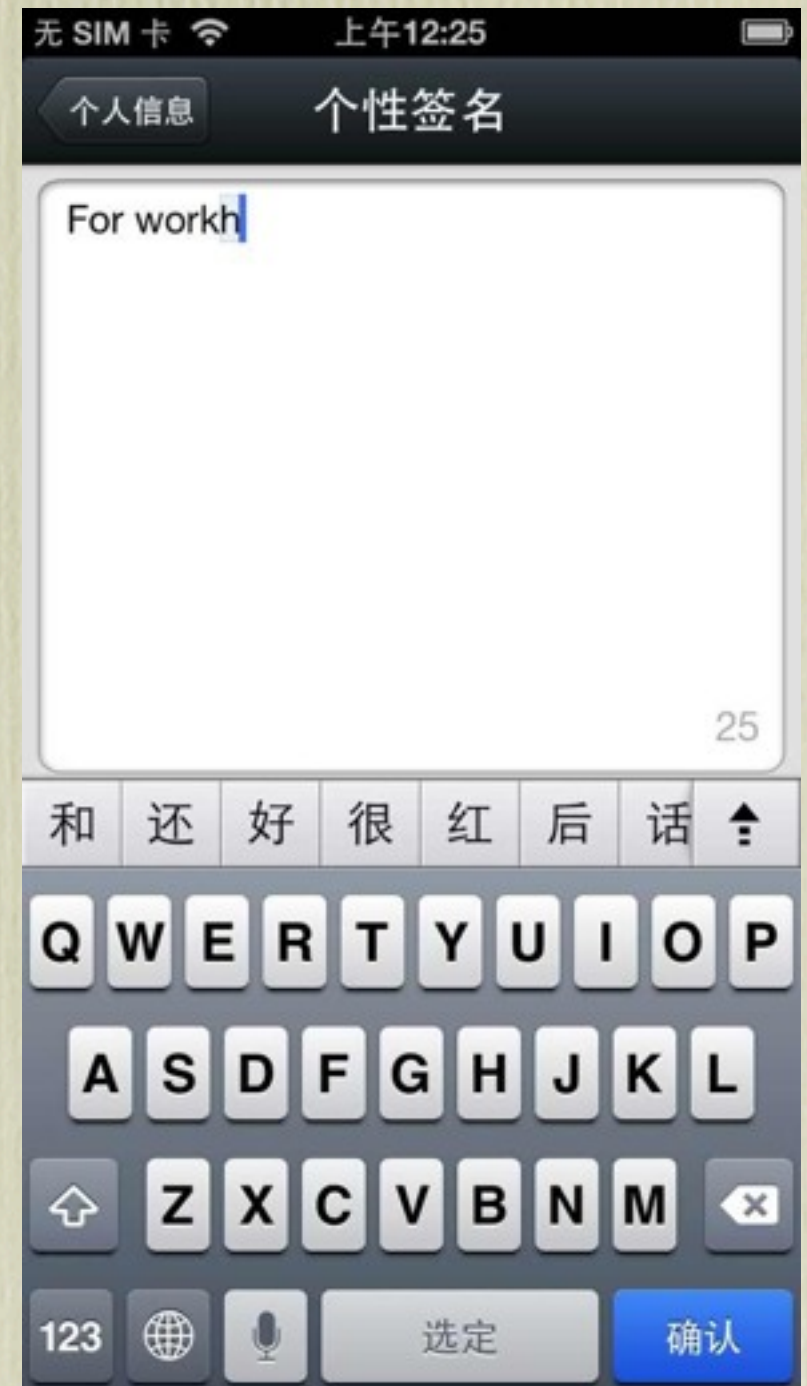 无 SIM 卡 上午12:25
个人信息 个性签名
For workh
25
和 还 好 很 红 后 话
Q W E R T Y U I O P
A S D F G H J K L
Z X C V B N M
123 选定 确认